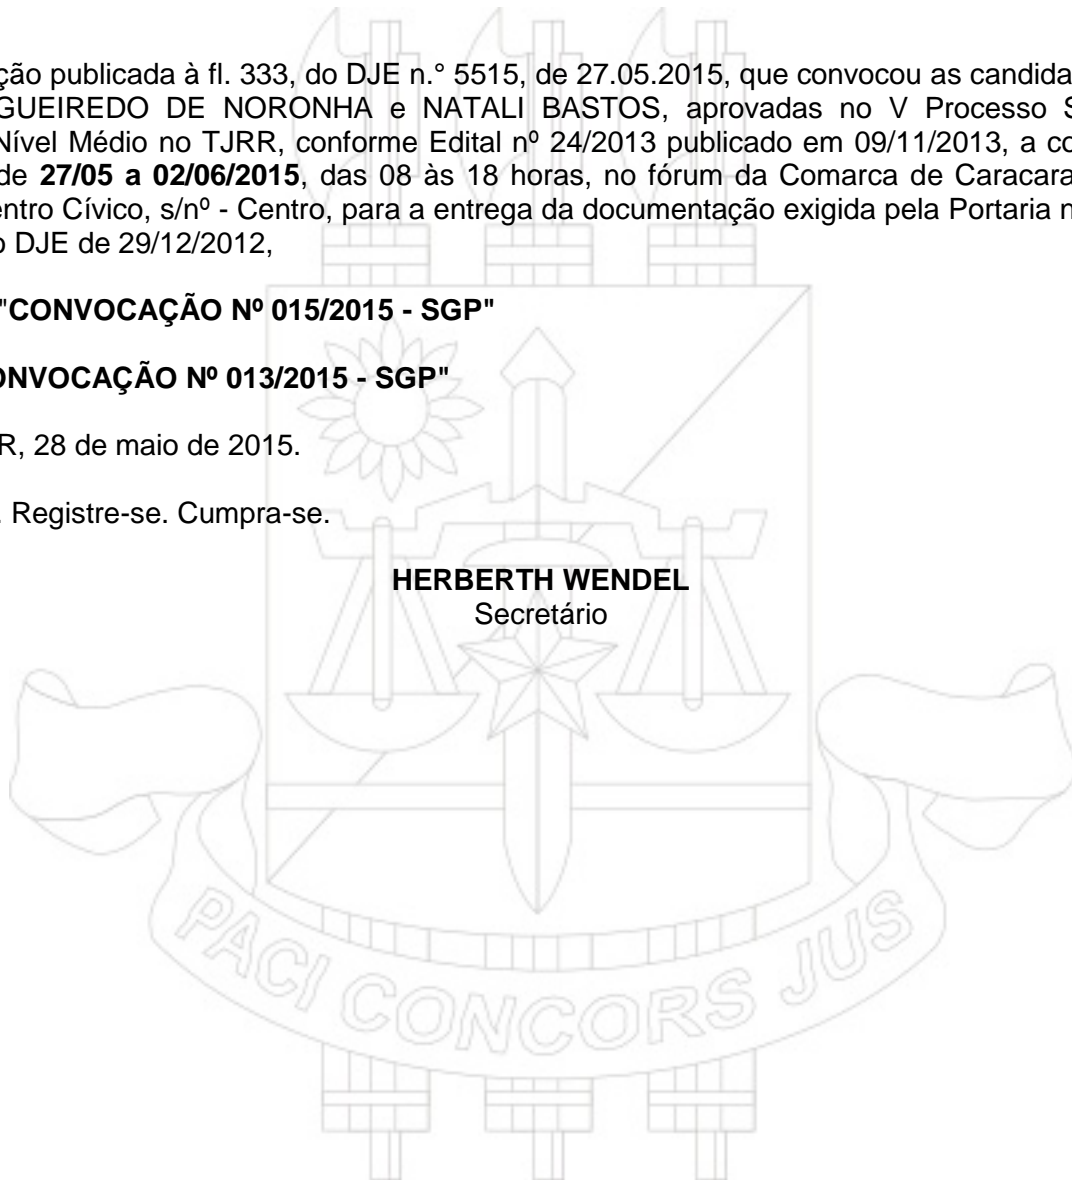 ção publicada à fl. 333, do DJE n.° 5515, de 27.05.2015, que convocou as candida
GUEIREDO DE NORONHA e NATALI BASTOS, aprovadas no V Processo S
Nível Médio no TJRR, conforme Edital nº 24/2013 publicado em 09/11/2013, a co
de 27/05 a 02/06/2015, das 08 às 18 horas, no fórum da Comarca de Caracara
entro Cívico, s/nº - Centro, para a entrega da documentação exigida pela Portaria n
o DJE de 29/12/2012,
"CONVOCAÇÃO Nº 015/2015 - SGP"
ONVOCAÇÃO Nº 013/2015 - SGP"
R, 28 de maio de 2015.
. Registre-se. Cumpra-se.
HERBERTH WENDEL
Secretário
PACI CONCORS JUS